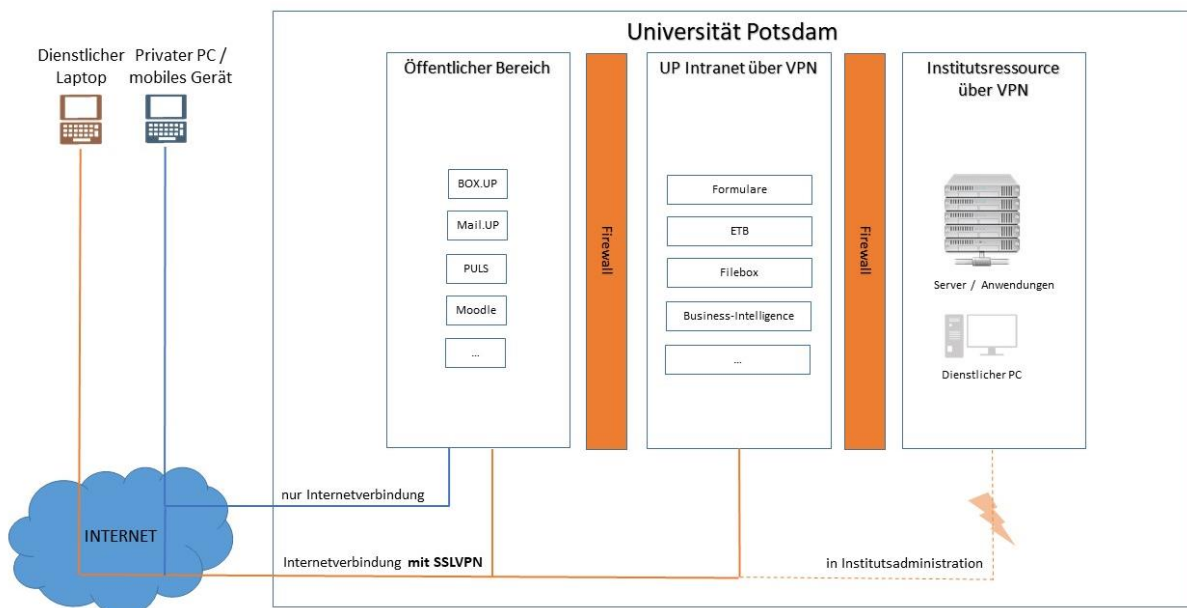 Universität Potsdam
Dienstlicher
Laptop
Privater PC /
mobiles Gerät
Öffentlicher Bereich
BOX.UP
Mail.UP
PULS
Moodle
...
Firewall
UP Intranet über VPN
Formulare
ETB
Filebox
Business-Intelligence
...
Firewall
Institutsressource
über VPN
Server / Anwendungen
Dienstlicher PC
INTERNET
nur Internetverbindung
Internetverbindung mit SSLVPN
in Institutsadministration